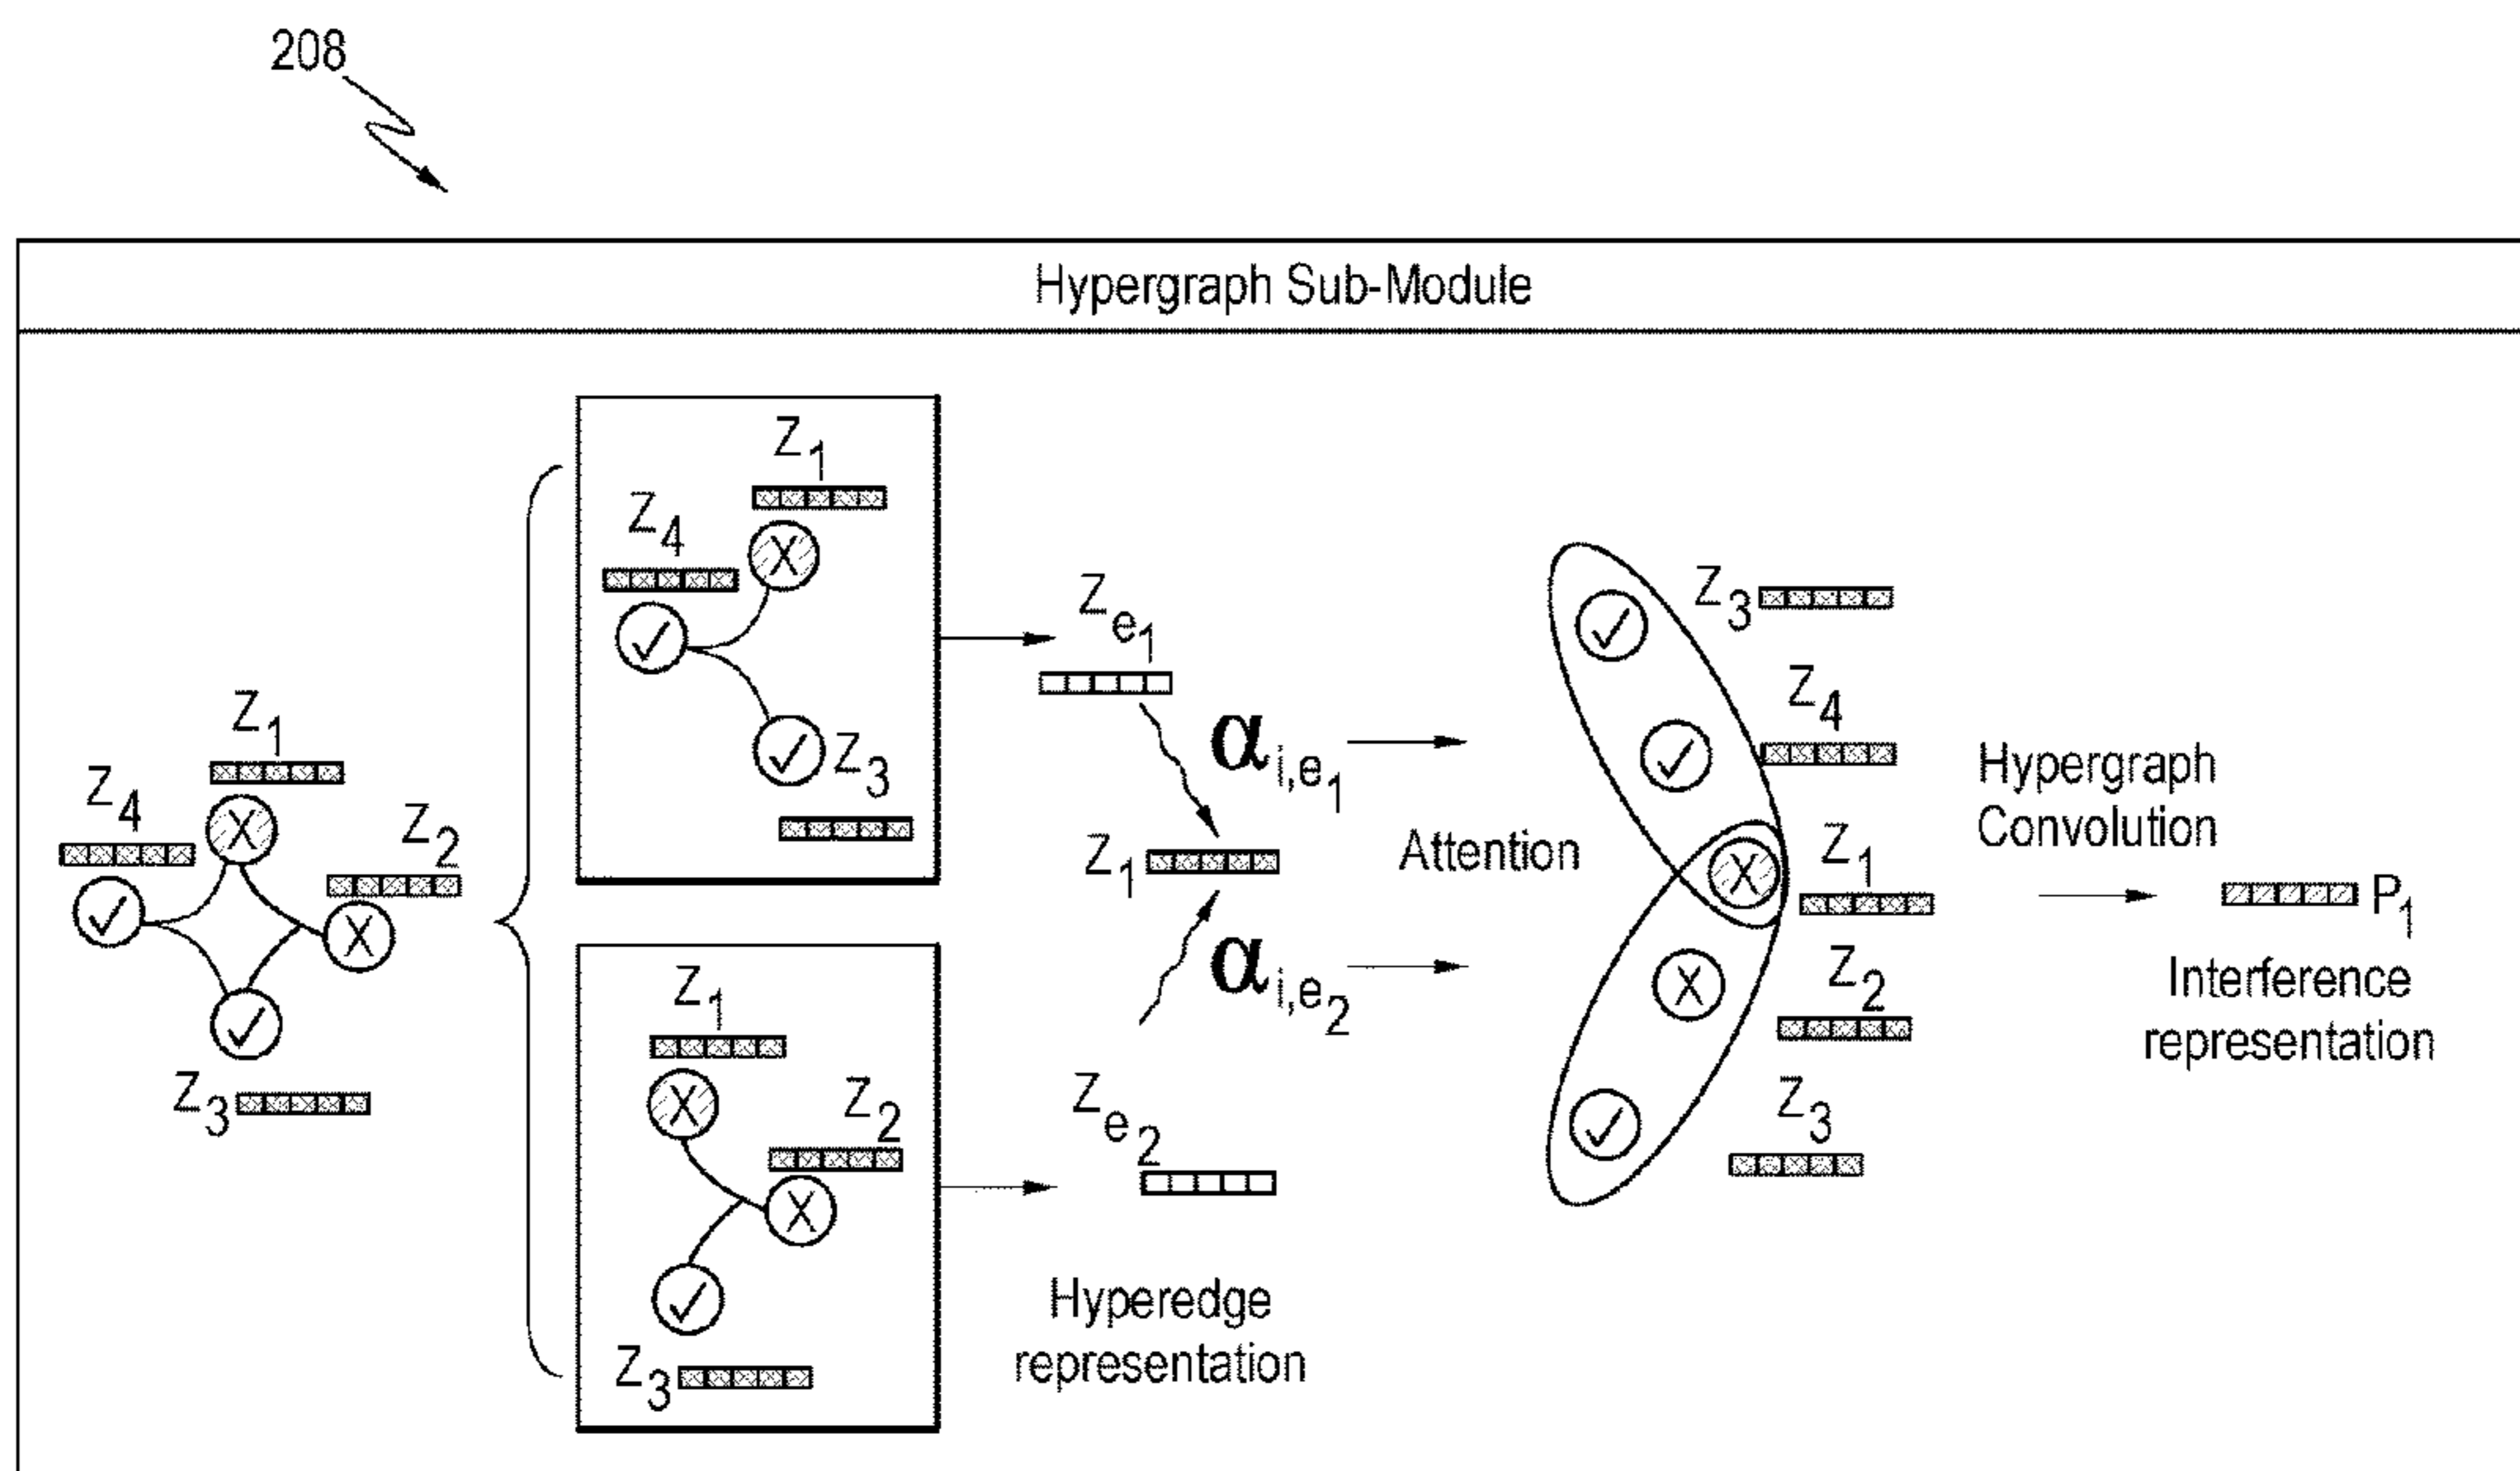 208
Hypergraph Sub-Module
Z1
Z4
Z2
Z3
Z1
Z4
Z3
Z1
Z2
Z3
Ze1
αi,e1
Z1
αi,e2
Ze2
Hyperedge
representation
Attention
Z3
Z4
Z1
Z2
Z3
Hypergraph
Convolution
P1
Interference
representation